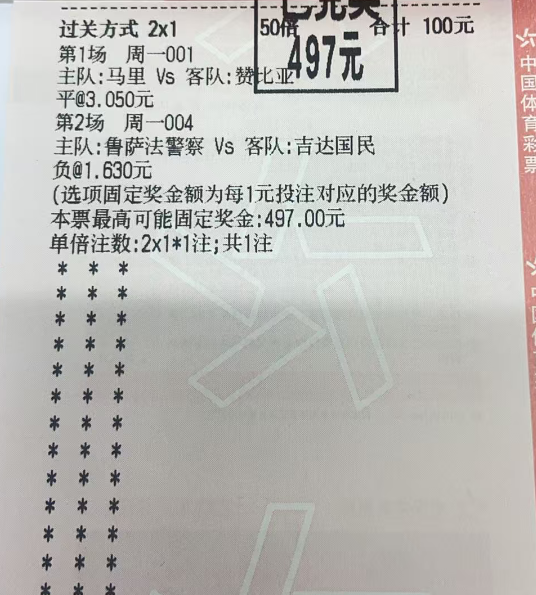 过关方式 2x1 50倍 合计 100元
已兑奖
497元
第1场 周一001
主队:马里 Vs 客队:赞比亚
平@3.050元
第2场 周一004
主队:鲁萨法警察 Vs 客队:吉达国民
负@1.630元
(选项固定奖金额为每1元投注对应的奖金额)
本票最高可能固定奖金:497.00元
单倍注数:2x1*1注;共1注
* * *
* * *
* * *
* * *
* * *
* * *
* * *
* * *
* * *
* * *
* * *
* * *
* * *
中国体育彩票